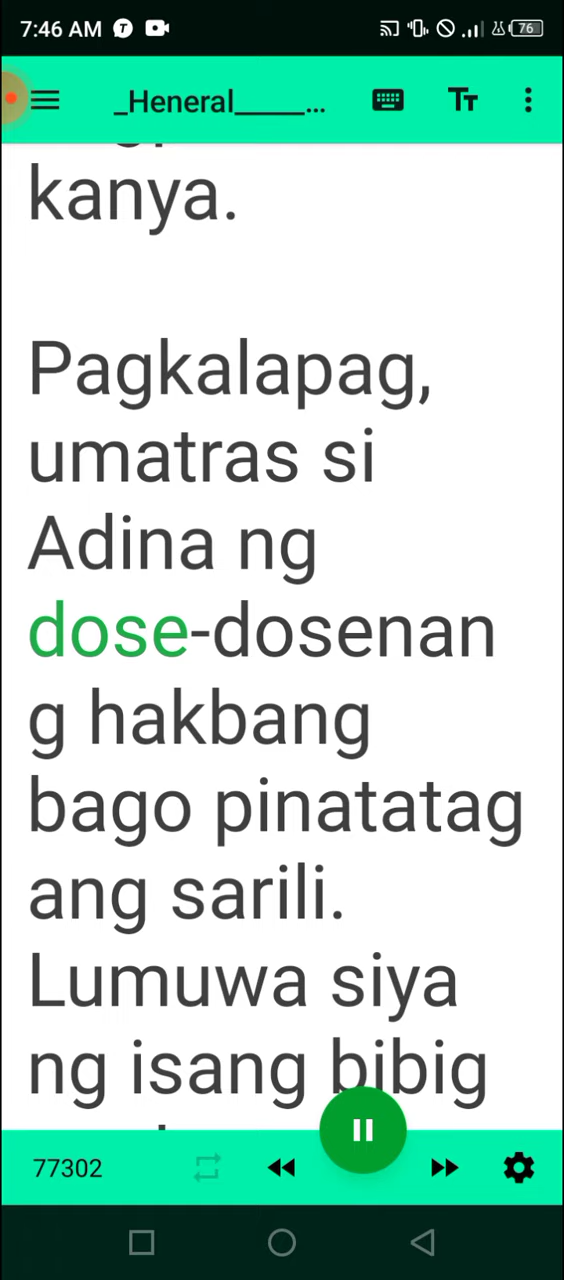 7:46 AM
76
_Heneral_____...
kanya.
Pagkalapag,
umatras si
Adina ng
dose-dosenan
g hakbang
bago pinatatag
ang sarili.
Lumuwa siya
ng isang bibig
77302